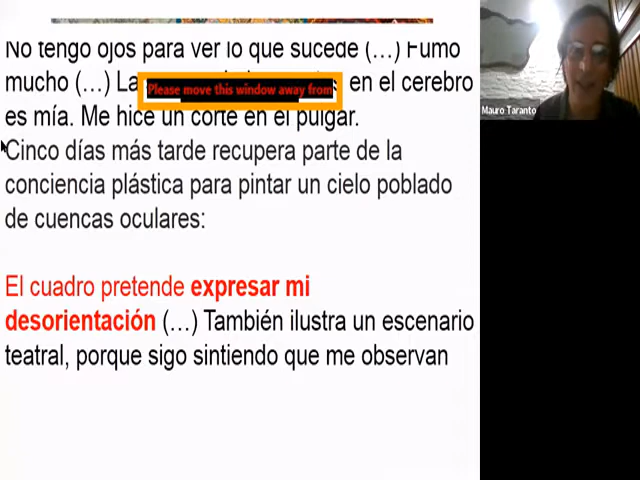 No tengo ojos para ver lo que sucede (…) Fumo
mucho (…) La
Please move this window away from
en el cerebro
es mía. Me hice un corte en el pulgar.
Cinco días más tarde recupera parte de la
conciencia plástica para pintar un cielo poblado
de cuencas oculares:
El cuadro pretende expresar mi
desorientación (…) También ilustra un escenario
teatral, porque sigo sintiendo que me observan
Mauro Taranto